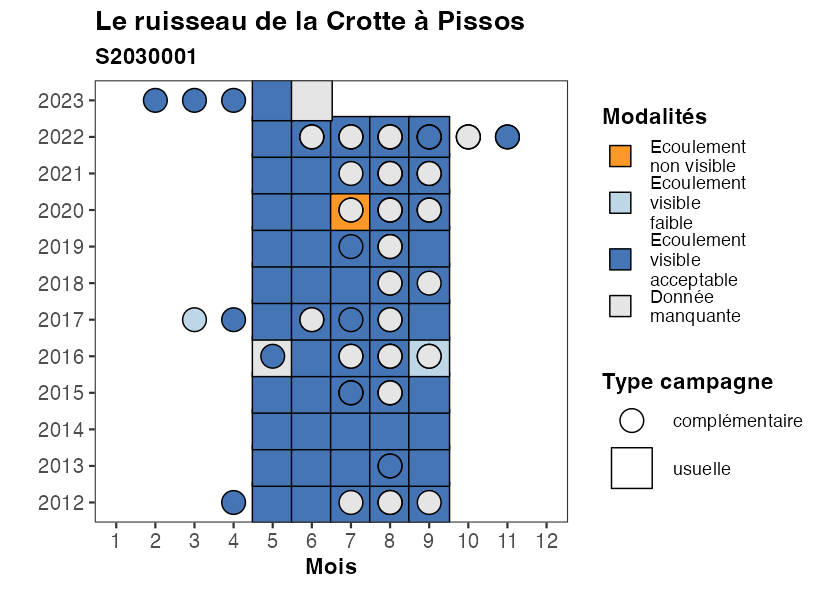 Le ruisseau de la Crotte à Pissos
S2030001
2023
2022
2021
2020
2019
2018
2017
2016
2015
2014
2013
2012
1 2 3 4 5 6 7 8 9 10 11 12
Mois
Modalités
Ecoulement
non visible
Ecoulement
visible
faible
Ecoulement
visible
acceptable
Donnée
manquante
Type campagne
complémentaire
usuelle